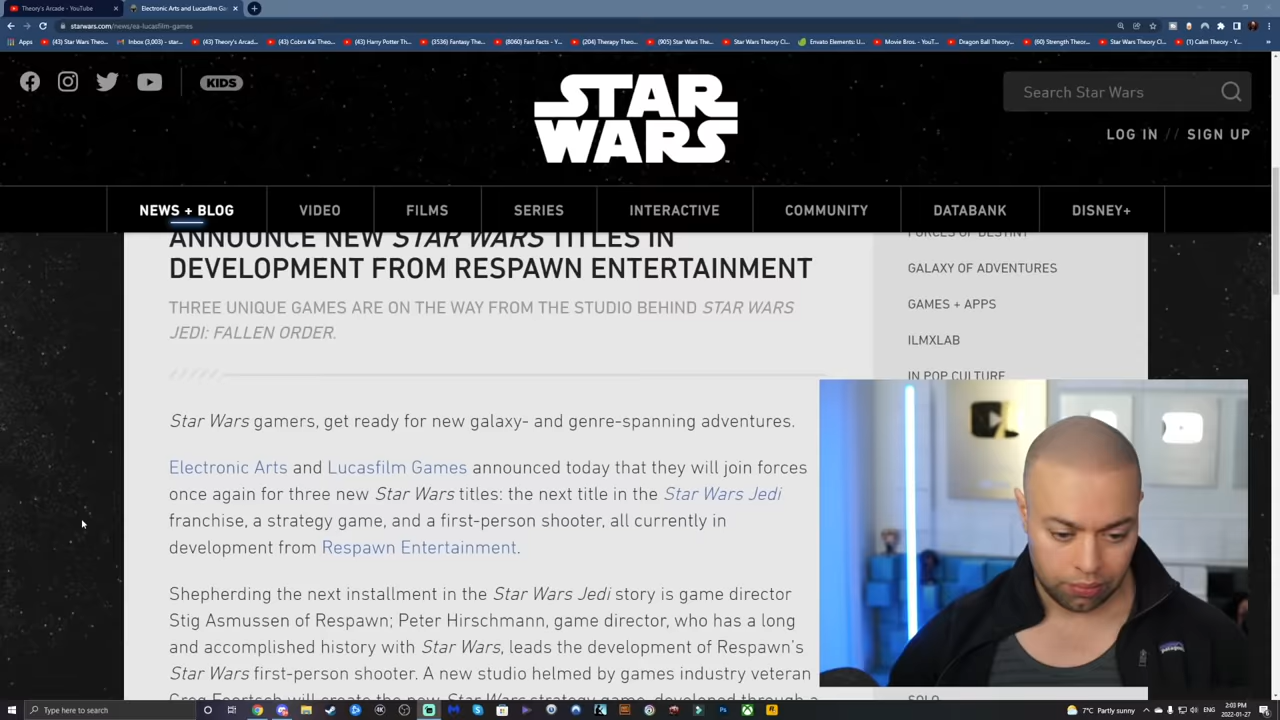 Theory's Arcade - YouTube
Electronic Arts and Lucasfilm Ga
starwars.com/news/ea-lucasfilm-games
Apps
(43) Star Wars Theo...
Inbox (3,003) - star...
(43) Theory's Arcad...
(43) Cobra Kai Theo...
(43) Harry Potter Th...
(3536) Fantasy The...
(8060) Fast Facts - Y...
(204) Therapy Theo...
(905) Star Wars The...
Star Wars Theory Cl...
Envato Elements: U...
Movie Bros. - YouT...
Dragon Ball Theory...
(60) Strength Theor...
Star Wars Theory Cl...
(1) Calm Theory - Y...
KIDS
STAR
WARS
Search Star Wars
LOG IN // SIGN UP
NEWS + BLOG
VIDEO
FILMS
SERIES
INTERACTIVE
COMMUNITY
DATABANK
DISNEY+
ANNOUNCE NEW STAR WARS TITLES IN
DEVELOPMENT FROM RESPAWN ENTERTAINMENT
THREE UNIQUE GAMES ARE ON THE WAY FROM THE STUDIO BEHIND STAR WARS
JEDI: FALLEN ORDER.
Star Wars gamers, get ready for new galaxy- and genre-spanning adventures.
Electronic Arts and Lucasfilm Games announced today that they will join forces
once again for three new Star Wars titles: the next title in the Star Wars Jedi
franchise, a strategy game, and a first-person shooter, all currently in
development from Respawn Entertainment.
Shepherding the next installment in the Star Wars Jedi story is game director
Stig Asmussen of Respawn; Peter Hirschmann, game director, who has a long
and accomplished history with Star Wars, leads the development of Respawn's
Star Wars first-person shooter. A new studio helmed by games industry veteran
Greg Foertsch will create the new Star Wars strategy game, developed through a
FORCES OF DESTINY
GALAXY OF ADVENTURES
GAMES + APPS
ILMXLAB
IN POP CULTURE
SOLO
Type here to search
7°C Partly sunny
ENG
2:03 PM
2022-01-27